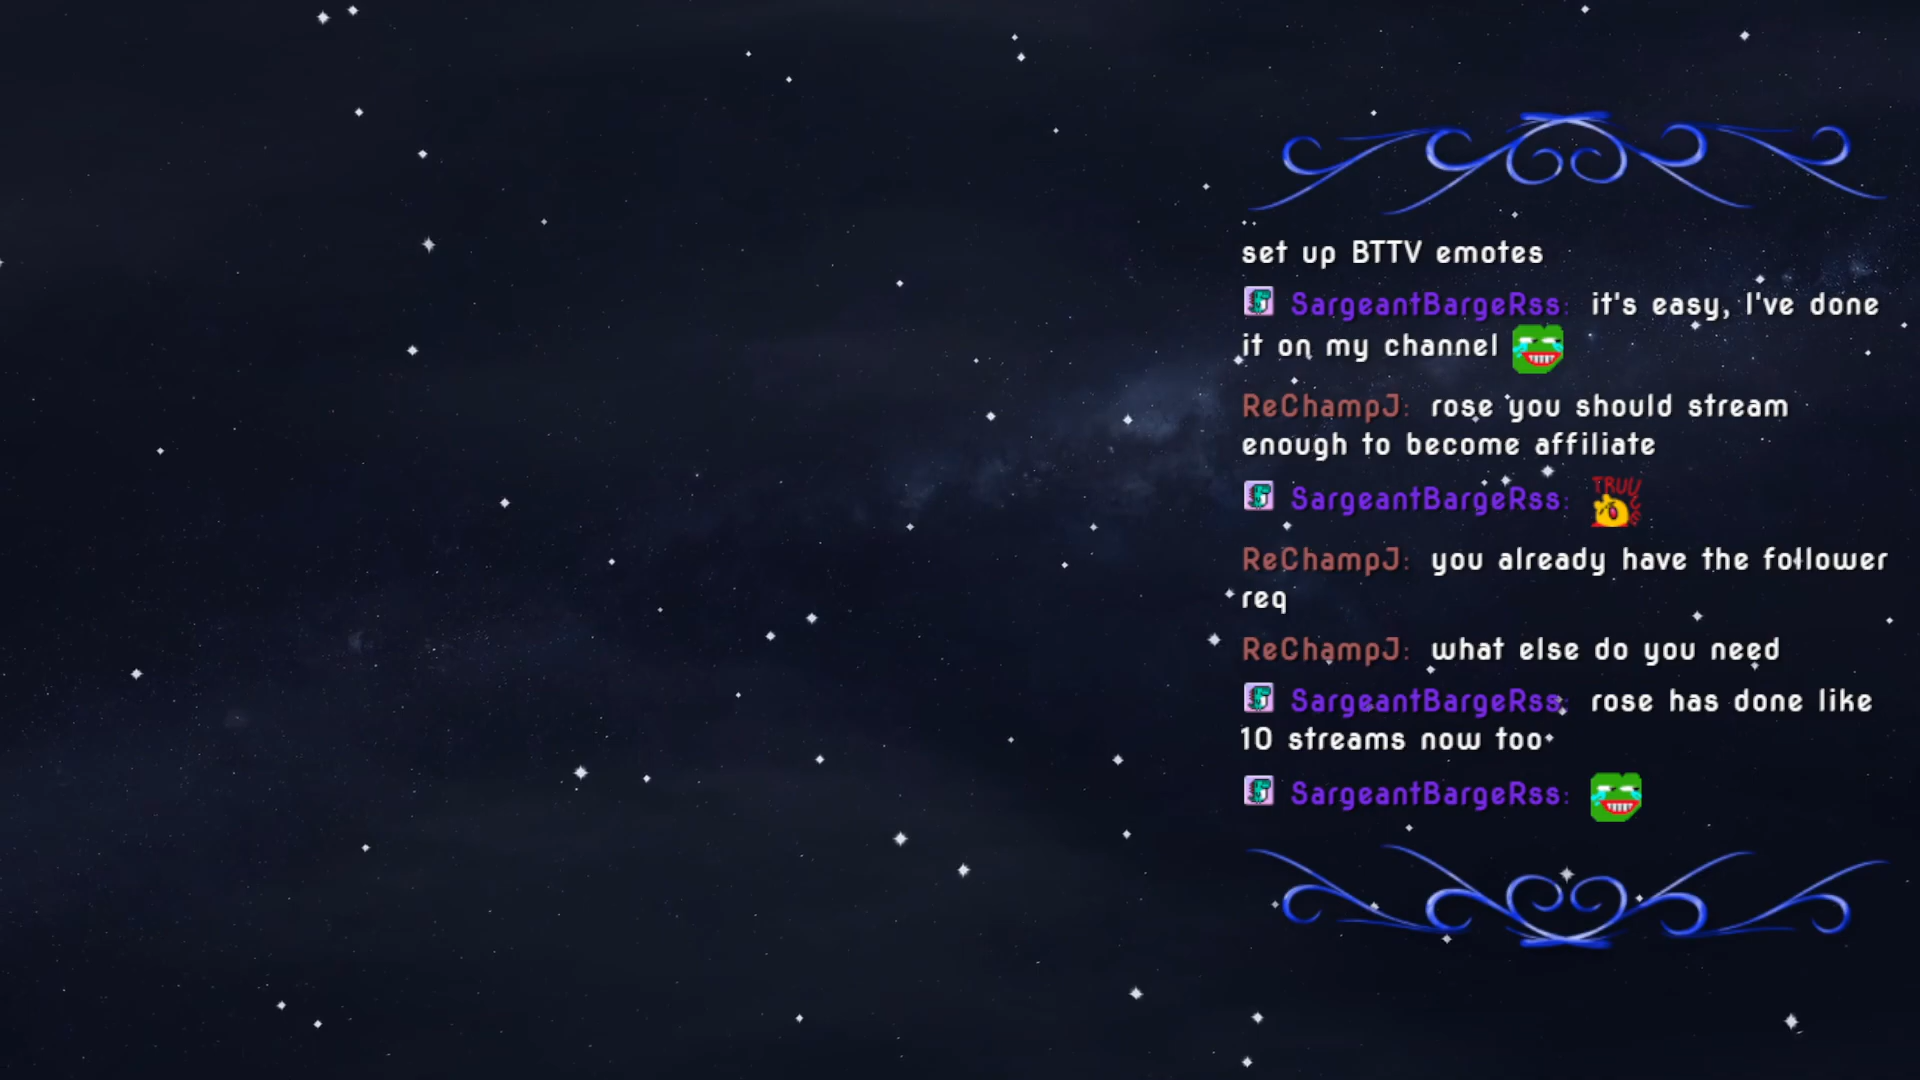 set up BTTV emotes
SargeantBargeRss: it's easy, I've done
it on my channel
ReChampJ: rose you should stream
enough to become affiliate
SargeantBargeRss: TRUUE
ReChampJ: you already have the follower
req
ReChampJ: what else do you need
SargeantBargeRss: rose has done like
10 streams now too
SargeantBargeRss: